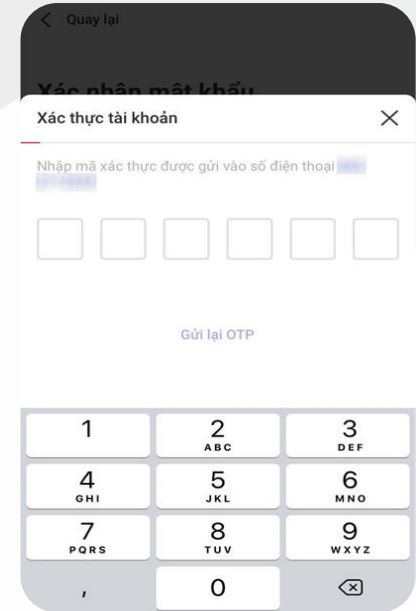 Quay lại
Xác nhận mật khẩu
Xác thực tài khoản
Nhập mã xác thực được gửi vào số điện thoại
Gửi lại OTP
1
2
3
ABC
DEF
4
5
6
GHI
JKL
MNO
7
8
9
PQRS
TUV
WXYZ
,
0